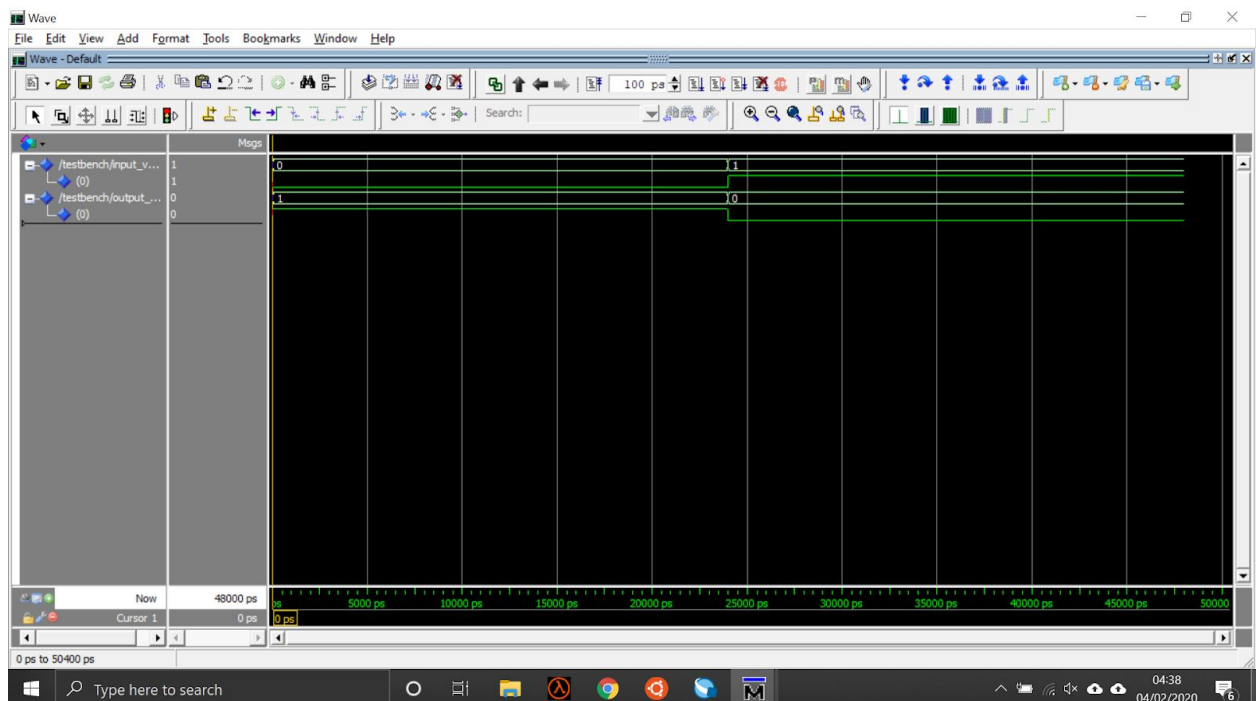 Wave
File Edit View Add Format Tools Bookmarks Window Help
Wave - Default
100 ps
Search:
Msgs
/testbench/input_v... 1 0 1
(0) 1
/testbench/output_... 0 1 0
(0) 0
Now 48000 ps
ps 5000 ps 10000 ps 15000 ps 20000 ps 25000 ps 30000 ps 35000 ps 40000 ps 45000 ps 50000
Cursor 1 0 ps 0 ps
0 ps to 50400 ps
Type here to search
04:38
04/02/2020
6